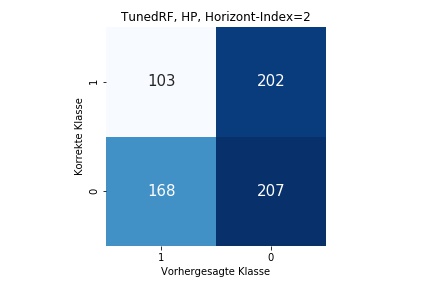 TunedRF, HP, Horizont-Index=2
Korrekte Klasse
1
103
202
0
168
207
1
0
Vorhergesagte Klasse